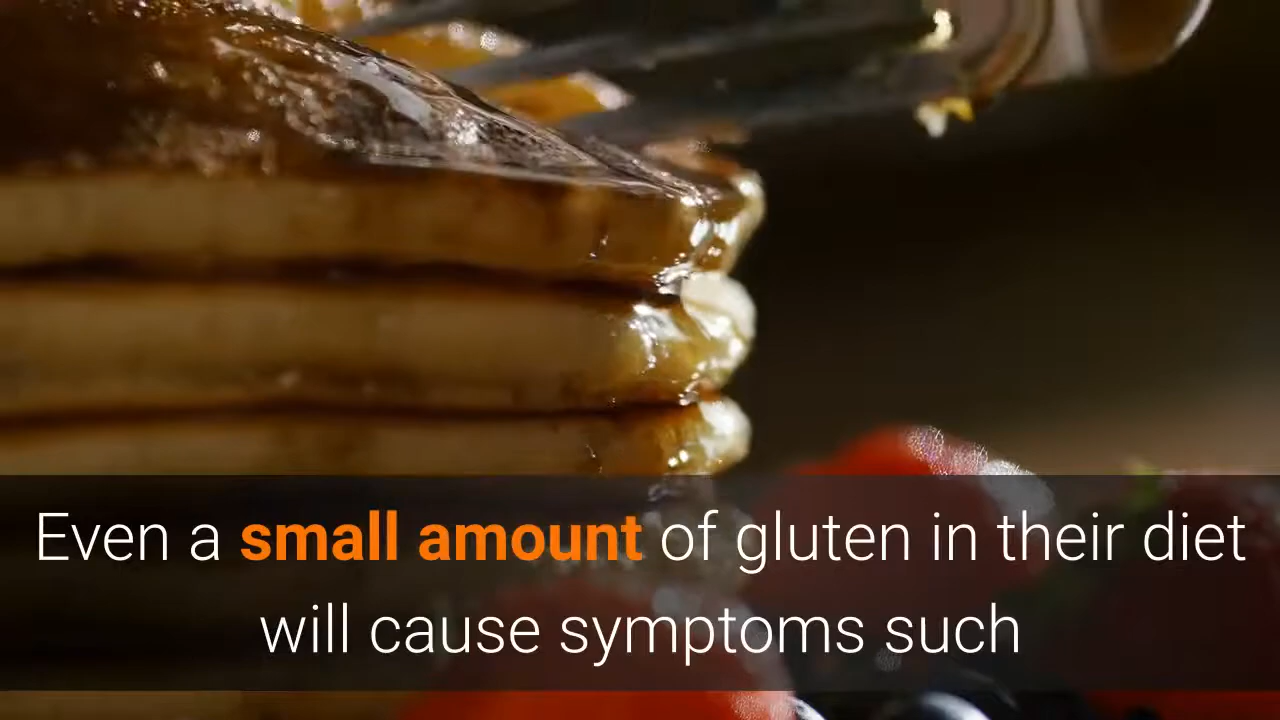 Even a small amount of gluten in their diet
will cause symptoms such